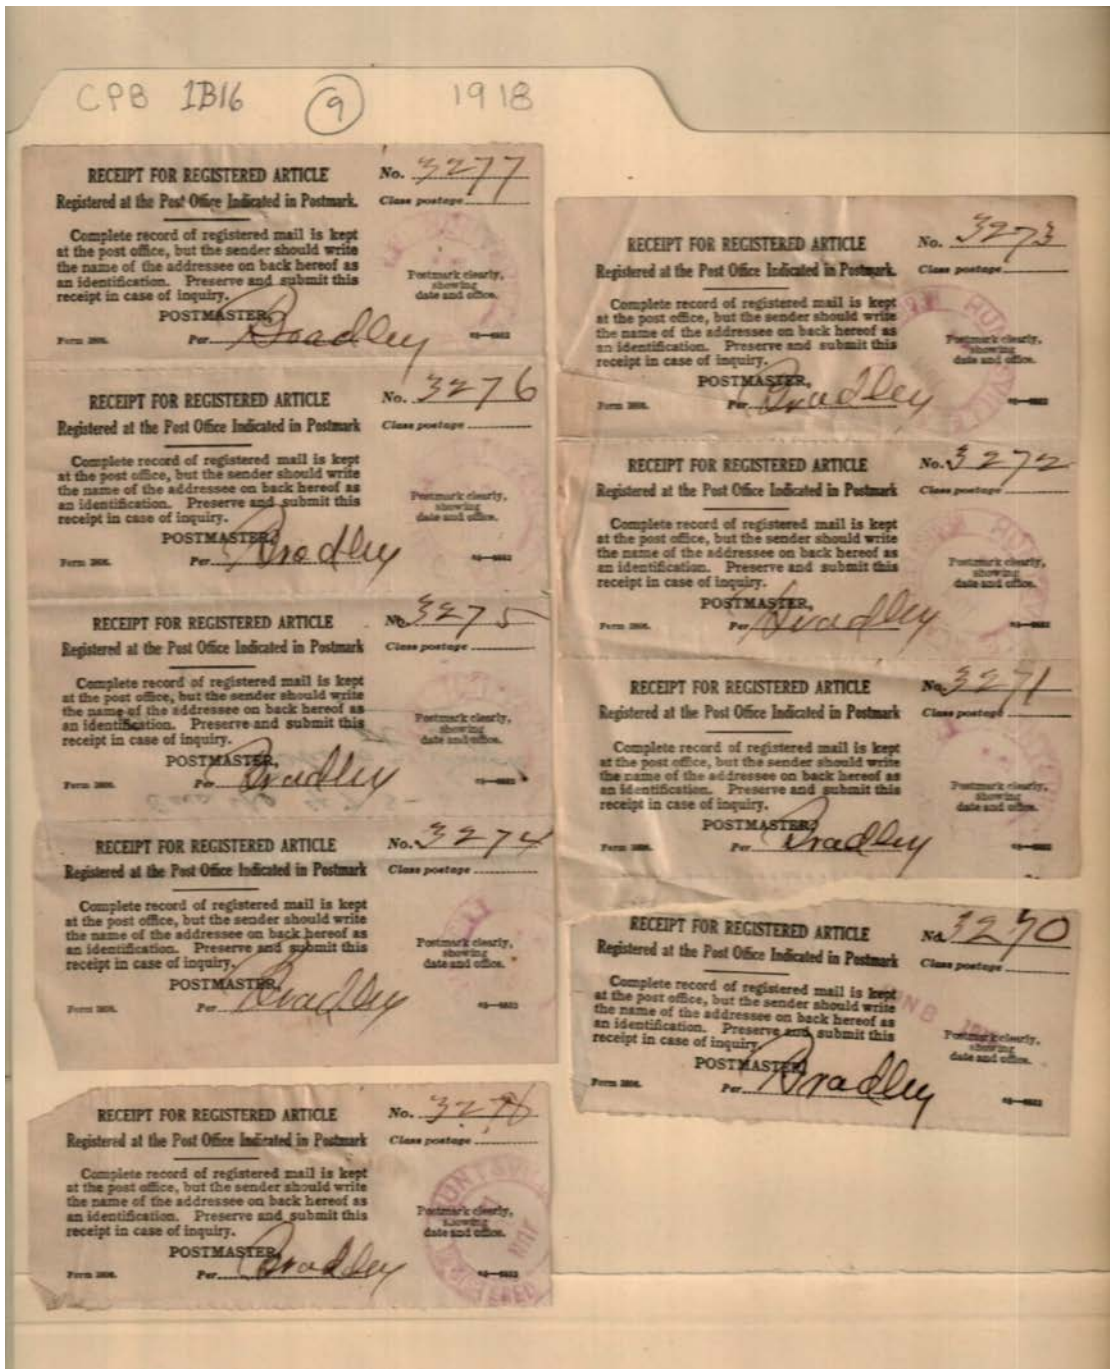 CPB 1B16 9 1918
RECEIPT FOR REGISTERED ARTICLE
No. 3277
Registered at the Post Office Indicated in Postmark.
Class postage
Complete record of registered mail is kept
at the post office, but the sender should write
the name of the addressee on back hereof as
an identification. Preserve and submit this
receipt in case of inquiry.
Postmark clearly,
showing
date and office.
POSTMASTER,
Form 3806.
Per Bradley
RECEIPT FOR REGISTERED ARTICLE
No. 3276
Registered at the Post Office Indicated in Postmark
Class postage
Complete record of registered mail is kept
at the post office, but the sender should write
the name of the addressee on back hereof as
an identification. Preserve and submit this
receipt in case of inquiry.
Postmark clearly,
showing
date and office.
POSTMASTER,
Form 3806.
Per Bradley
RECEIPT FOR REGISTERED ARTICLE
No. 3275
Registered at the Post Office Indicated in Postmark
Class postage
Complete record of registered mail is kept
at the post office, but the sender should write
the name of the addressee on back hereof as
an identification. Preserve and submit this
receipt in case of inquiry.
Postmark clearly,
showing
date and office.
POSTMASTER,
Form 3806.
Per Bradley
RECEIPT FOR REGISTERED ARTICLE
No. 3274
Registered at the Post Office Indicated in Postmark
Class postage
Complete record of registered mail is kept
at the post office, but the sender should write
the name of the addressee on back hereof as
an identification. Preserve and submit this
receipt in case of inquiry.
Postmark clearly,
showing
date and office.
POSTMASTER,
Form 3806.
Per Bradley
RECEIPT FOR REGISTERED ARTICLE
No.
Registered at the Post Office Indicated in Postmark
Class postage
Complete record of registered mail is kept
at the post office, but the sender should write
the name of the addressee on back hereof as
an identification. Preserve and submit this
receipt in case of inquiry.
Postmark clearly,
showing
date and office.
POSTMASTER,
Form 3806.
Per Bradley
RECEIPT FOR REGISTERED ARTICLE
No. 3273
Registered at the Post Office Indicated in Postmark.
Class postage
Complete record of registered mail is kept
at the post office, but the sender should write
the name of the addressee on back hereof as
an identification. Preserve and submit this
receipt in case of inquiry.
Postmark clearly,
showing
date and office.
POSTMASTER,
Form 3806.
Per Bradley
RECEIPT FOR REGISTERED ARTICLE
No. 3272
Registered at the Post Office Indicated in Postmark
Class postage
Complete record of registered mail is kept
at the post office, but the sender should write
the name of the addressee on back hereof as
an identification. Preserve and submit this
receipt in case of inquiry.
Postmark clearly,
showing
date and office.
POSTMASTER,
Form 3806.
Per Bradley
RECEIPT FOR REGISTERED ARTICLE
No. 3271
Registered at the Post Office Indicated in Postmark
Class postage
Complete record of registered mail is kept
at the post office, but the sender should write
the name of the addressee on back hereof as
an identification. Preserve and submit this
receipt in case of inquiry.
Postmark clearly,
showing
date and office.
POSTMASTER,
Form 3806.
Per Bradley
RECEIPT FOR REGISTERED ARTICLE
No. 3270
Registered at the Post Office Indicated in Postmark
Class postage
Complete record of registered mail is kept
at the post office, but the sender should write
the name of the addressee on back hereof as
an identification. Preserve and submit this
receipt in case of inquiry.
Postmark clearly,
showing
date and office.
POSTMASTER,
Form 3806.
Per Bradley